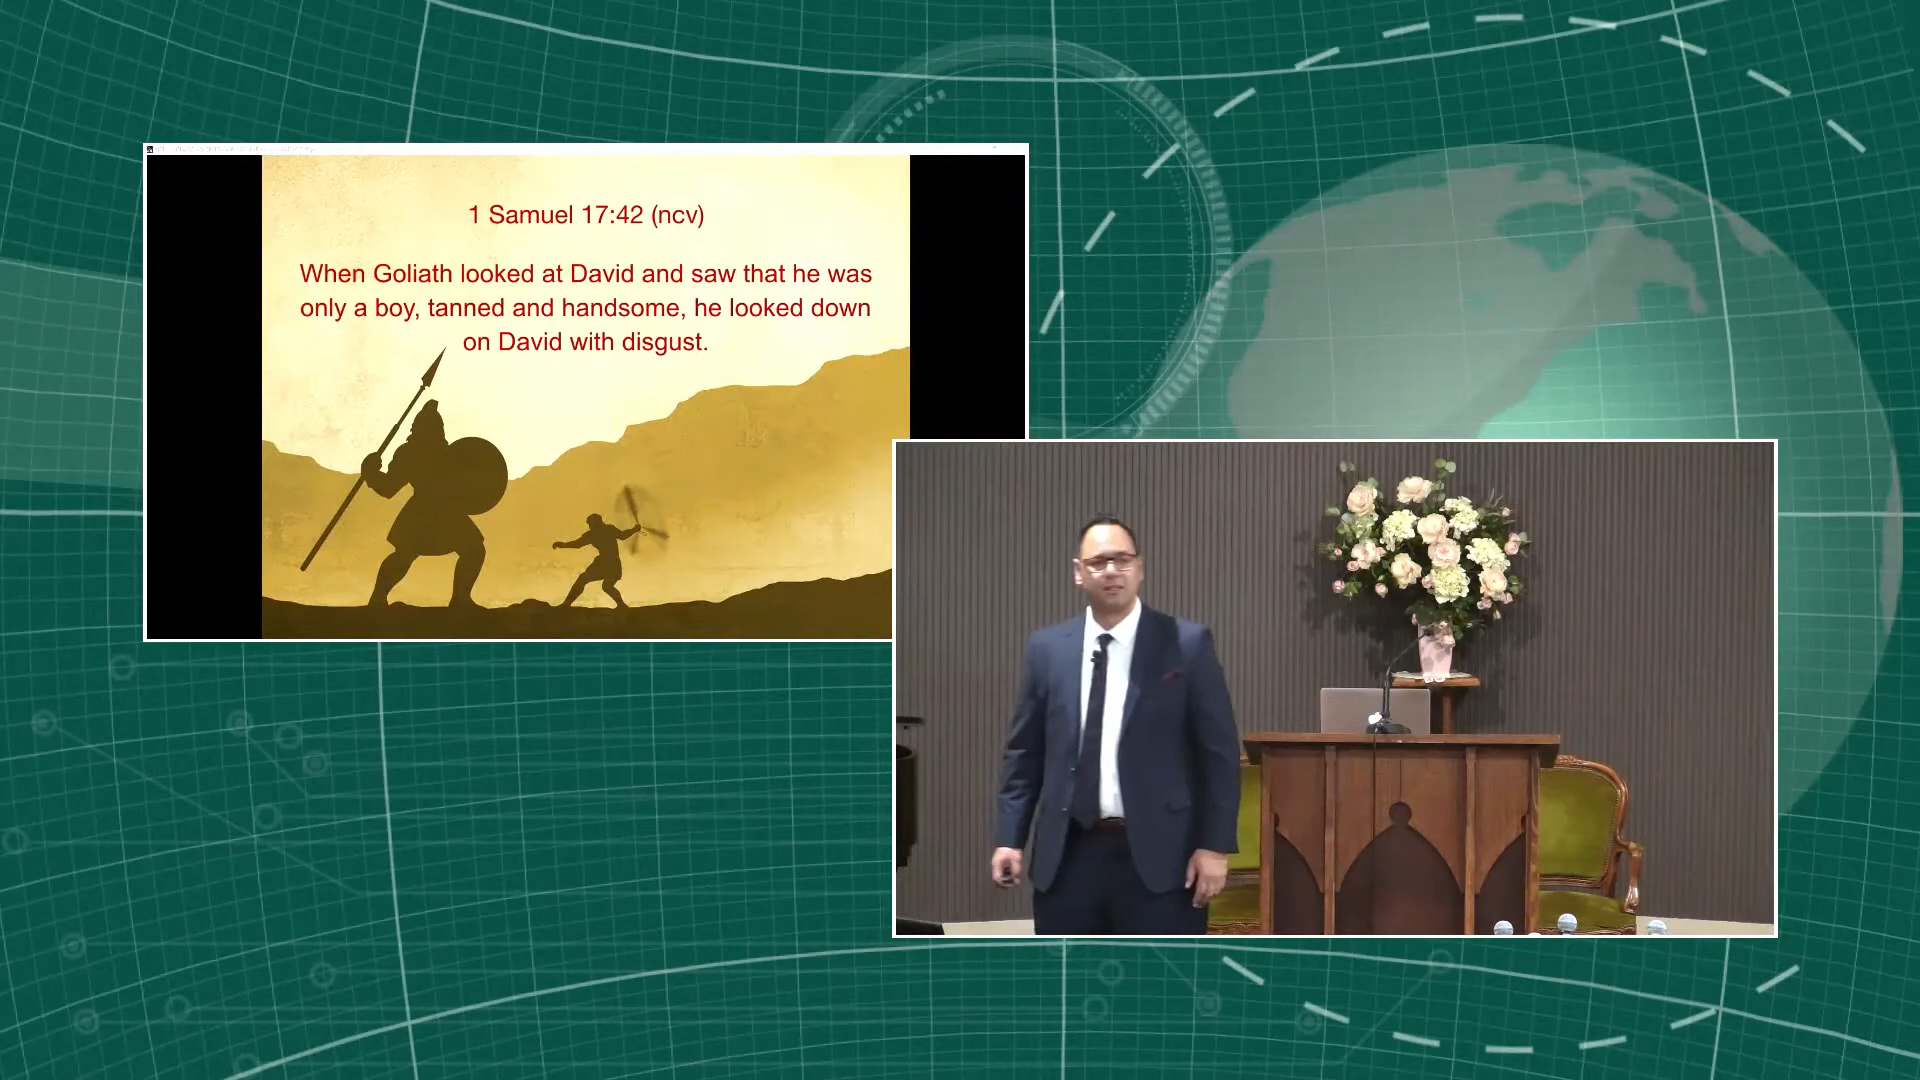 1 Samuel 17:42 (ncv)
When Goliath looked at David and saw that he was
only a boy, tanned and handsome, he looked down
on David with disgust.